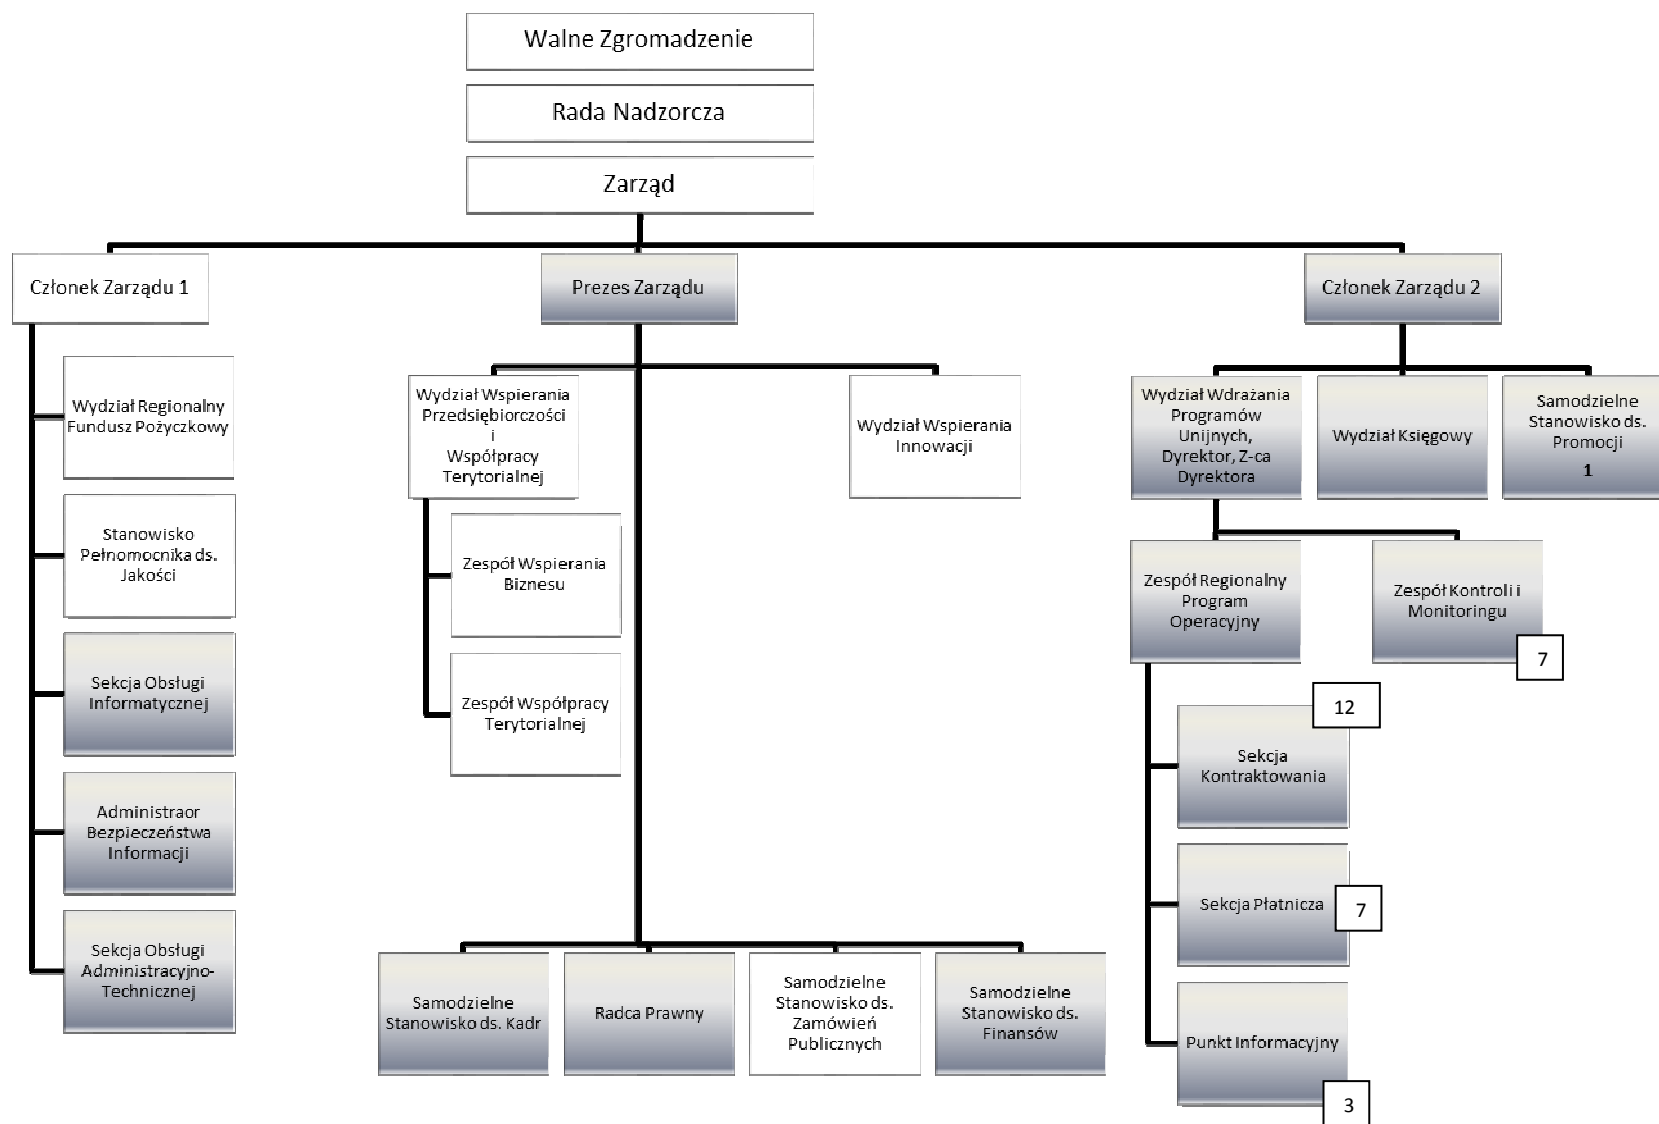 Walne Zgromadzenie
Rada Nadzorcza
Zarząd
Członek Zarządu 1
Prezes Zarządu
Członek Zarządu 2
Wydział Regionalny
Fundusz Pożyczkowy
Stanowisko
Pełnomocnika ds.
Jakości
Sekcja Obsługi
Informatycznej
Administraor
Bezpieczeństwa
Informacji
Sekcja Obsługi
Administracyjno-
Technicznej
Wydział Wspierania
Przedsiębiorczości
i
Współpracy
Terytorialnej
Zespół Wspierania
Biznesu
Zespół Współpracy
Terytorialnej
Wydział Wspierania
Innowacji
Samodzielne
Stanowisko ds. Kadr
Radca Prawny
Samodzielne
Stanowisko ds.
Zamówień
Publicznych
Samodzielne
Stanowisko ds.
Finansów
Wydział Wdrażania
Programów
Unijnych,
Dyrektor, Z-ca
Dyrektora
Wydział Księgowy
Samodzielne
Stanowisko ds.
Promocji
1
Zespół Regionalny
Program
Operacyjny
Zespół Kontroli i
Monitoringu
7
12
Sekcja
Kontraktowania
Sekcja Płatnicza
7
Punkt Informacyjny
3